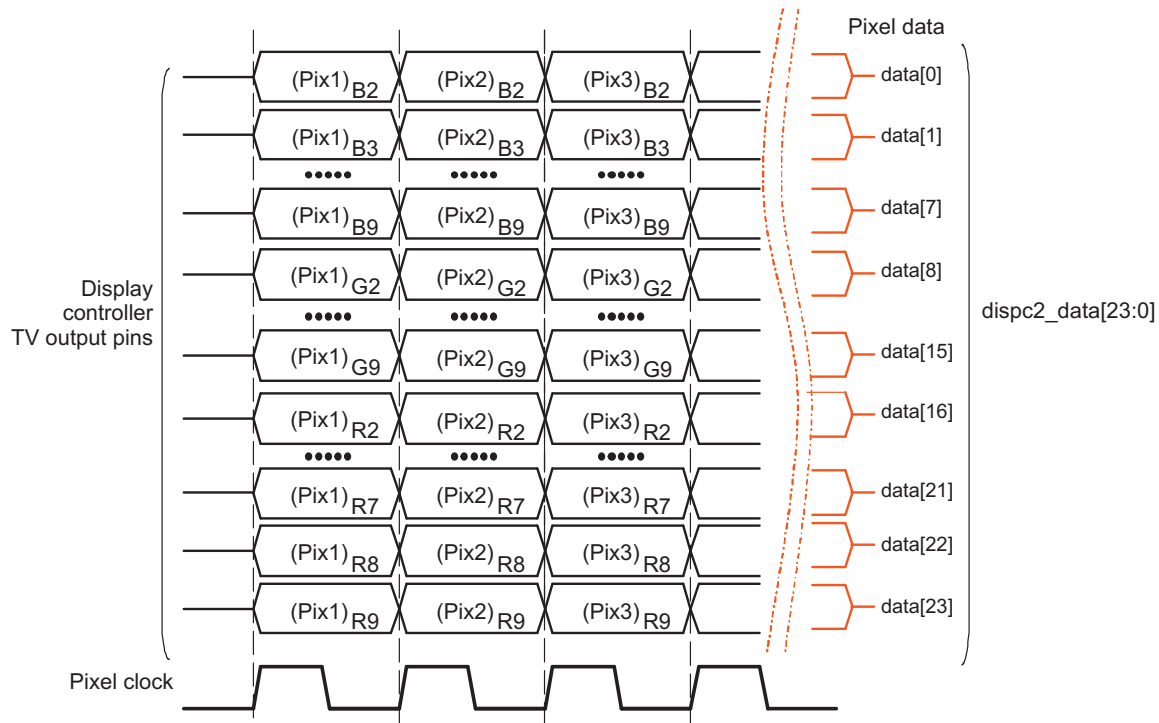 Pixel data
(Pix1)B2 (Pix2)B2 (Pix3)B2 data[0]
(Pix1)B3 (Pix2)B3 (Pix3)B3 data[1]
(Pix1)B9 (Pix2)B9 (Pix3)B9 data[7]
(Pix1)G2 (Pix2)G2 (Pix3)G2 data[8]
Display
controller
TV output pins
dispc2_data[23:0]
(Pix1)G9 (Pix2)G9 (Pix3)G9 data[15]
(Pix1)R2 (Pix2)R2 (Pix3)R2 data[16]
(Pix1)R7 (Pix2)R7 (Pix3)R7 data[21]
(Pix1)R8 (Pix2)R8 (Pix3)R8 data[22]
(Pix1)R9 (Pix2)R9 (Pix3)R9 data[23]
Pixel clock